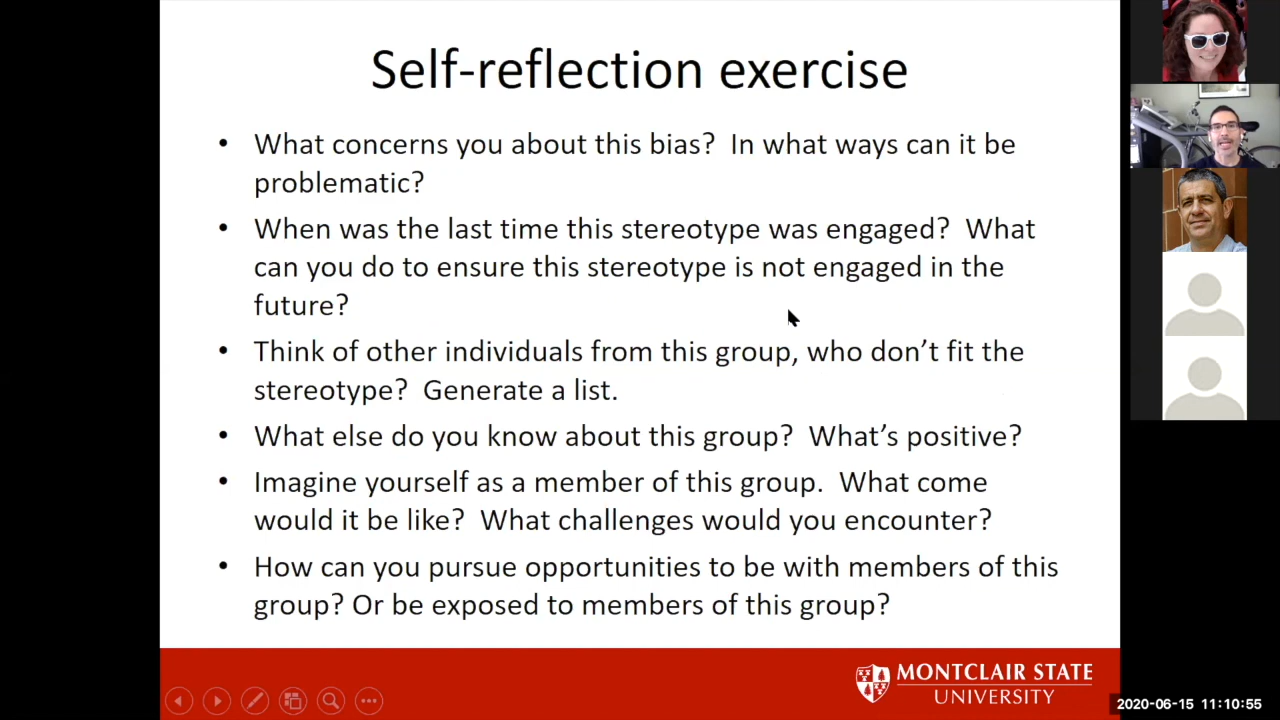 Self-reflection exercise
• What concerns you about this bias?  In what ways can it be
problematic?
• When was the last time this stereotype was engaged?  What
can you do to ensure this stereotype is not engaged in the
future?
• Think of other individuals from this group, who don't fit the
stereotype?  Generate a list.
• What else do you know about this group?  What's positive?
• Imagine yourself as a member of this group.  What come
would it be like?  What challenges would you encounter?
• How can you pursue opportunities to be with members of this
group? Or be exposed to members of this group?
MONTCLAIR STATE
UNIVERSITY
2020-06-15  11:10:55